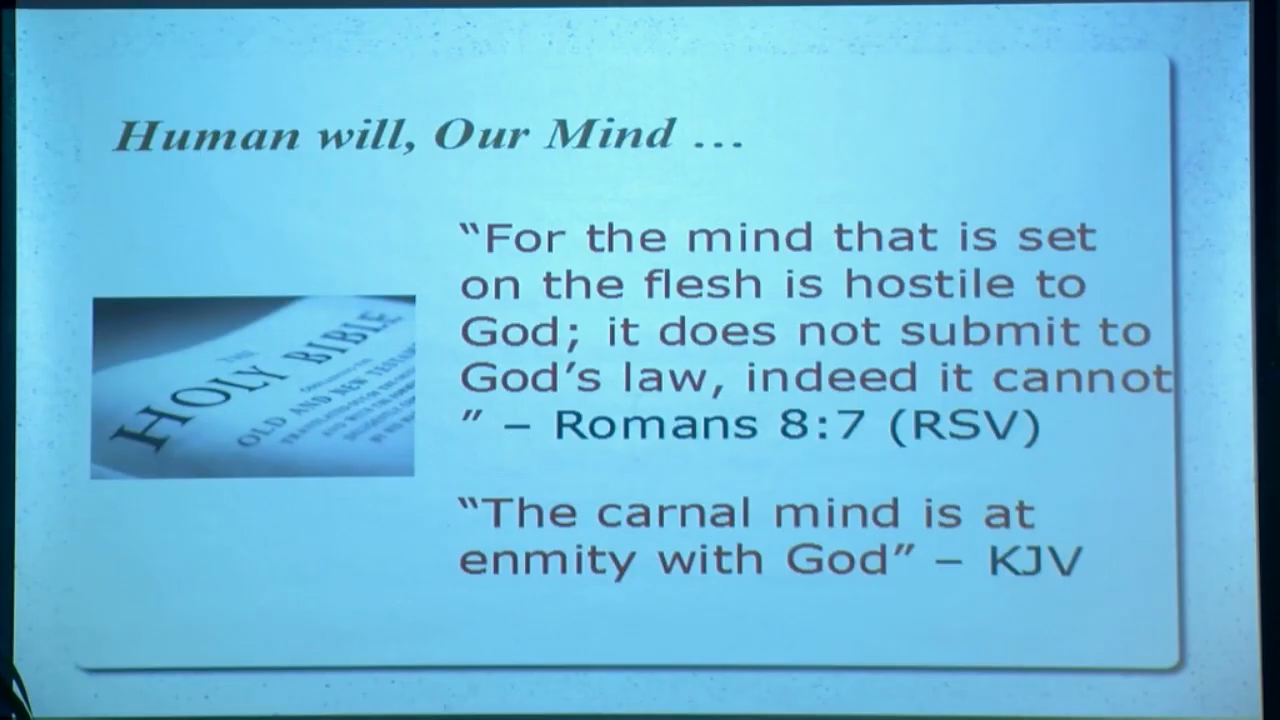 Human will, Our Mind ...
“For the mind that is set
on the flesh is hostile to
God; it does not submit to
God’s law, indeed it cannot
” – Romans 8:7 (RSV)
HOLY BIBLE
OLD AND NEW
“The carnal mind is at
enmity with God” – KJV